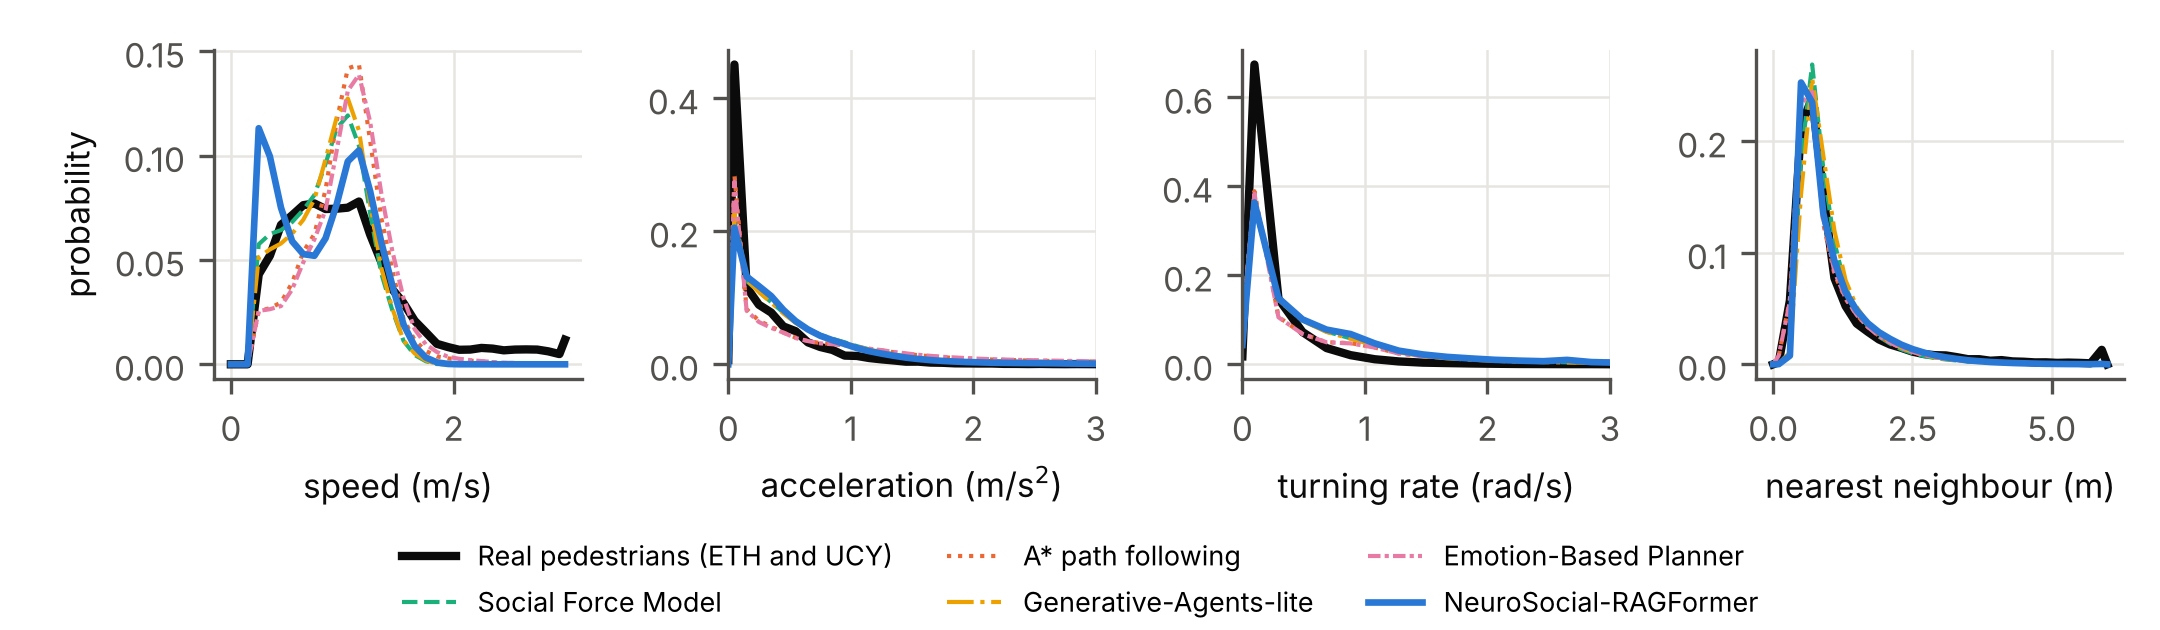 probability
0.15
0.10
0.05
0.00
0 2
speed (m/s)
0.4
0.2
0.0
0 1 2 3
acceleration (m/s²)
0.6
0.4
0.2
0.0
0 1 2 3
turning rate (rad/s)
0.2
0.1
0.0
0.0 2.5 5.0
nearest neighbour (m)
Real pedestrians (ETH and UCY)
A* path following
Emotion-Based Planner
Social Force Model
Generative-Agents-lite
NeuroSocial-RAGFormer